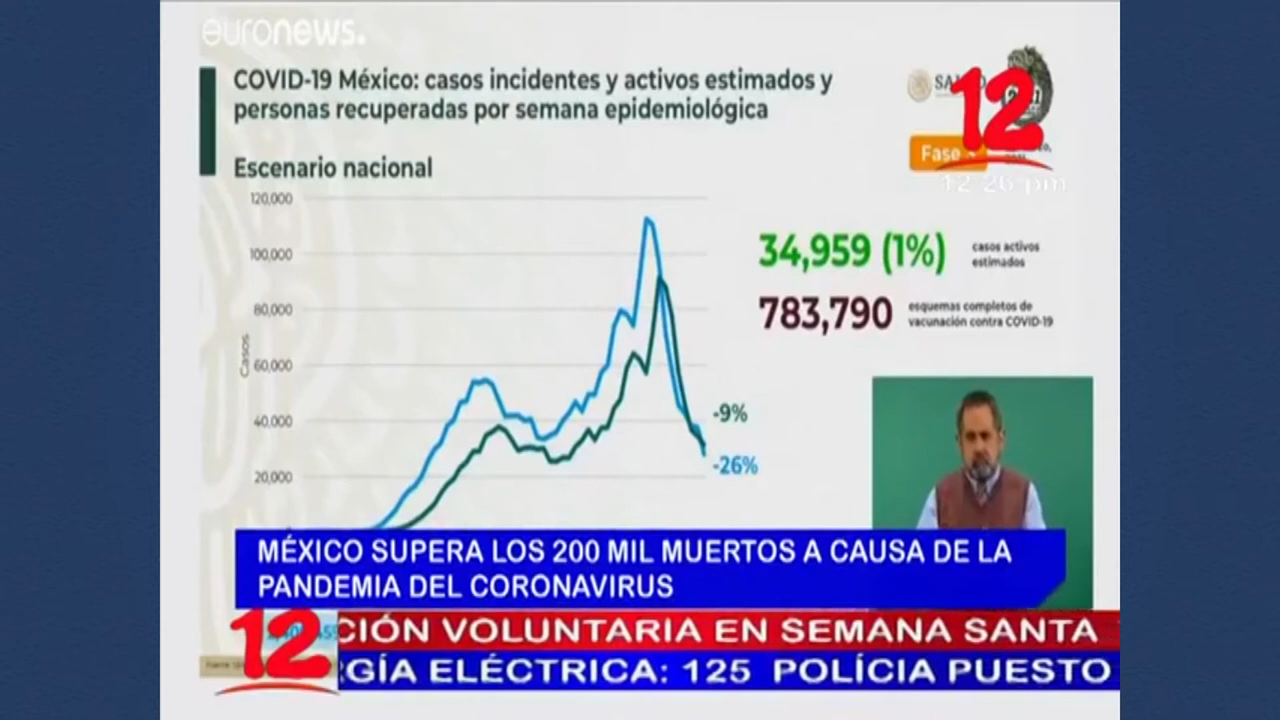 euronews.
COVID-19 México: casos incidentes y activos estimados y
personas recuperadas por semana epidemiológica
Escenario nacional
12
Fase
12:26 pm
120,000
100,000
80,000
60,000
40,000
20,000
Casos
34,959 (1%)
casos activos
estimados
783,790
esquemas completos de
vacunación contra COVID-19
-9%
-26%
MÉXICO SUPERA LOS 200 MIL MUERTOS A CAUSA DE LA
PANDEMIA DEL CORONAVIRUS
12
CIÓN VOLUNTARIA EN SEMANA SANTA
RGÍA ELÉCTRICA: 125 POLÍCIA PUESTO